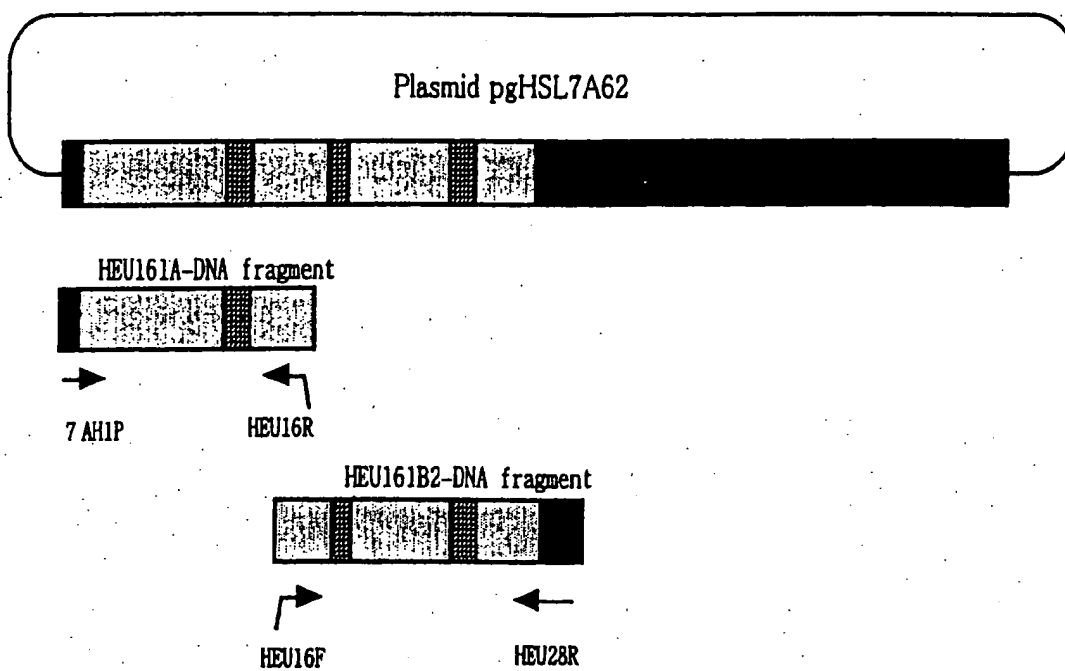 Plasmid pgHSL7A62
HEU161A-DNA fragment
7 AH1P
HEU16R
HEU161B2-DNA fragment
HEU16F
HEU28R